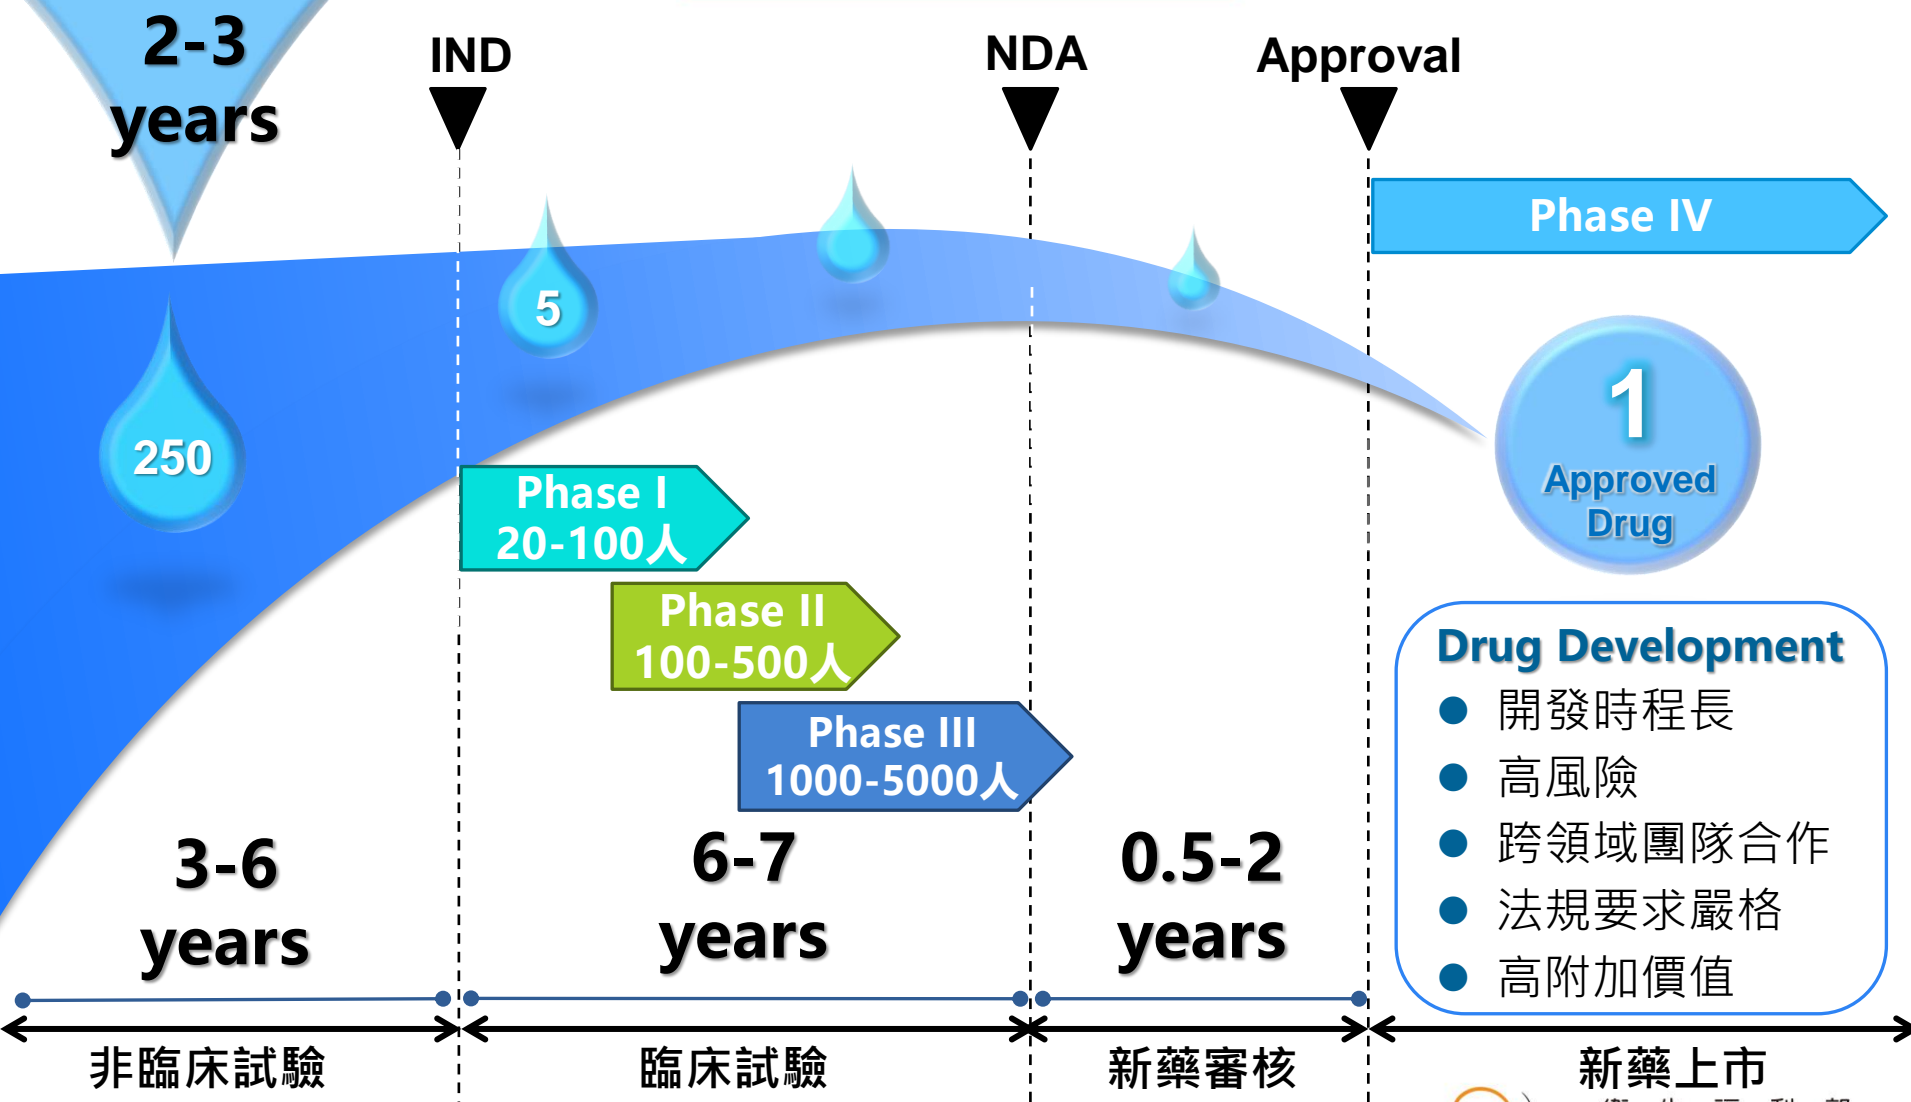 2-3
years
IND
NDA
Approval
Phase IV
5
250
1
Approved
Drug
Phase I
20-100人
Phase II
100-500人
Phase III
1000-5000人
Drug Development
開發時程長
高風險
跨領域團隊合作
法規要求嚴格
高附加價值
3-6
years
6-7
years
0.5-2
years
非臨床試驗
臨床試驗
新藥審核
新藥上市